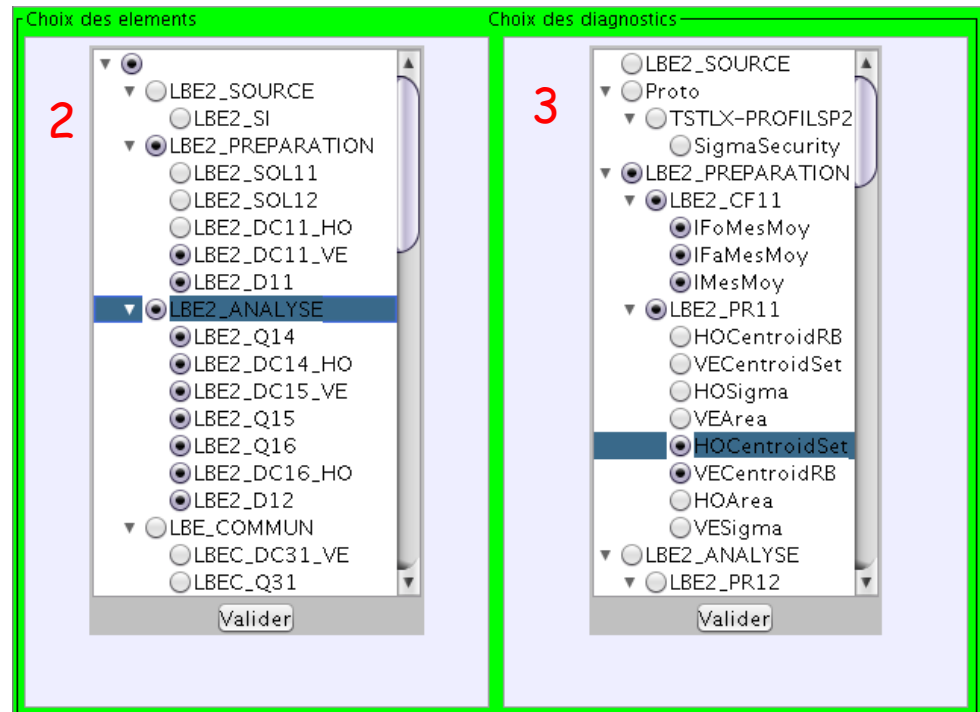 Choix des elements
2
LBE2_SOURCE
LBE2_SI
LBE2_PREPARATION
LBE2_SOL11
LBE2_SOL12
LBE2_DC11_HO
LBE2_DC11_VE
LBE2_D11
LBE2_ANALYSE
LBE2_Q14
LBE2_DC14_HO
LBE2_DC15_VE
LBE2_Q15
LBE2_Q16
LBE2_DC16_HO
LBE2_D12
LBE_COMMUN
LBEC_DC31_VE
LBEC_Q31
Valider
Choix des diagnostics
3
LBE2_SOURCE
Proto
TSTLX-PROFILSP2
SigmaSecurity
LBE2_PREPARATION
LBE2_CF11
IFoMesMoy
IFaMesMoy
IMesMoy
LBE2_PR11
HOCentroidRB
VECentroidSet
HOSigma
VEArea
HOCentroidSet
VECentroidRB
HOArea
VESigma
LBE2_ANALYSE
LBE2_PR12
Valider